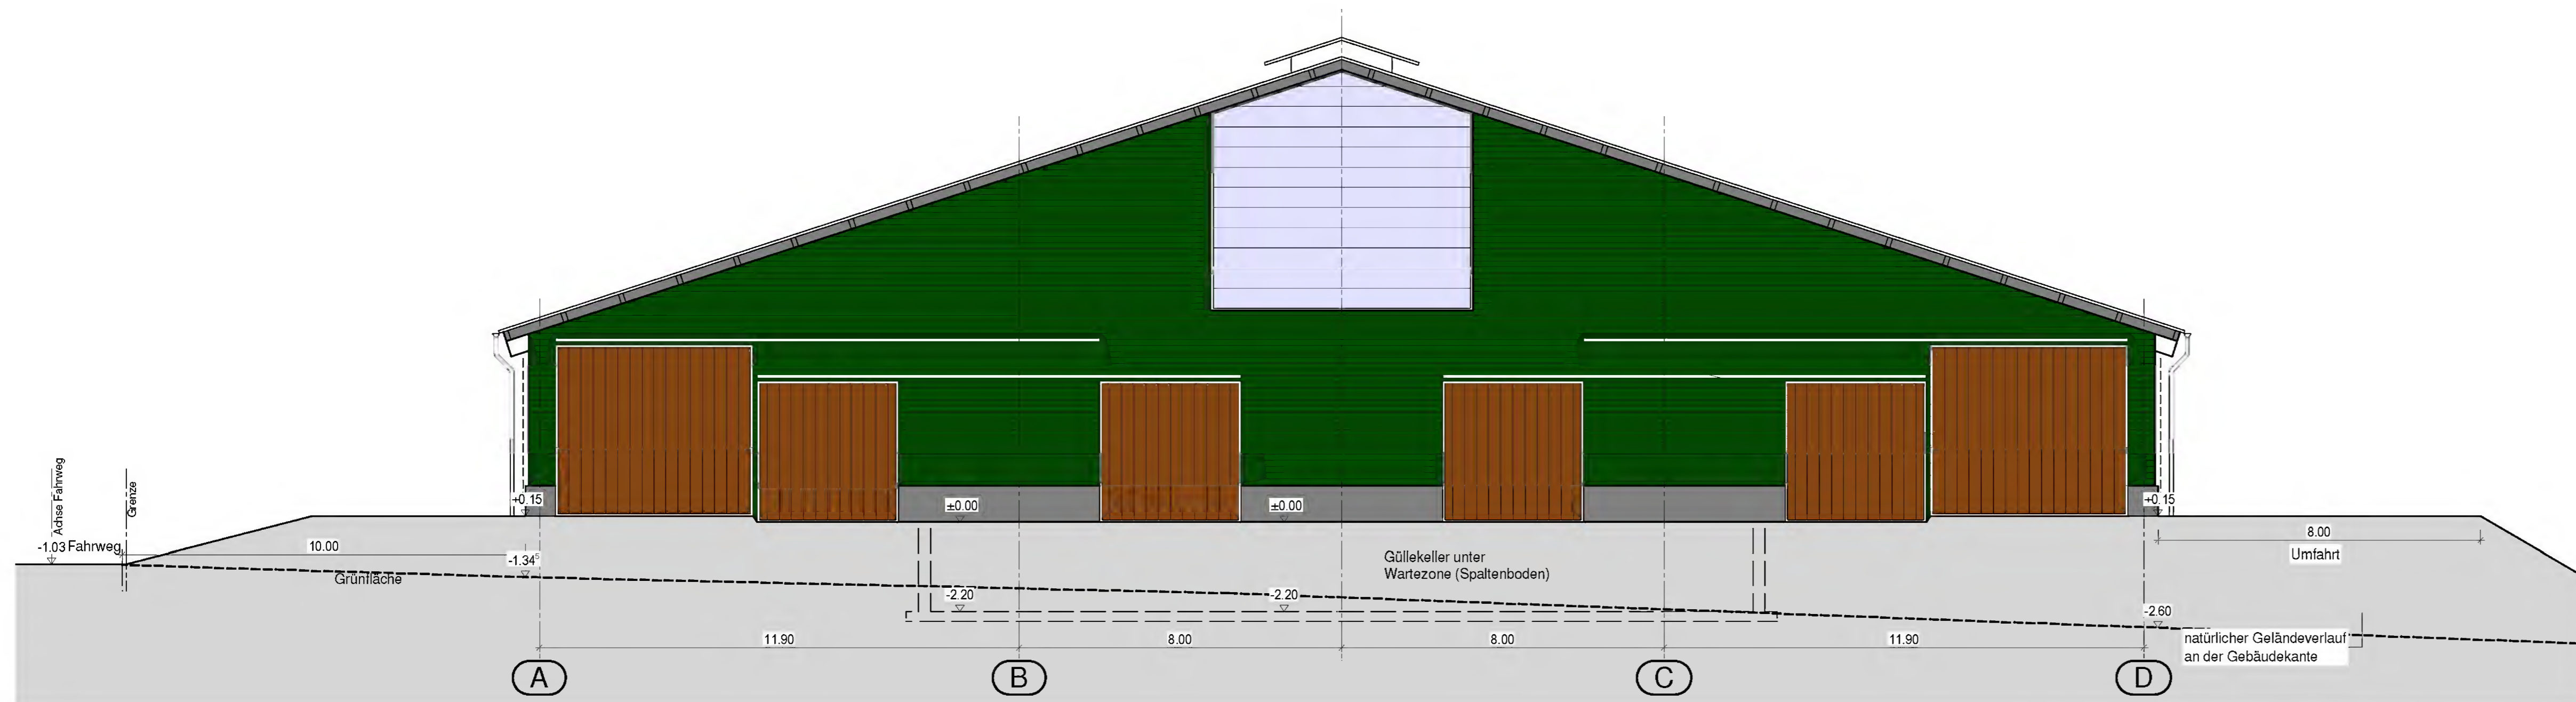 Achse Fahrweg
Grenze
+0.15
±0.00
±0.00
+0.15
-1.03 Fahrweg
10.00
-1.34⁵
Grünfläche
Güllekeller unter
Wartezone (Spaltenboden)
8.00
Umfahrt
-2.20
-2.20
-2.60
11.90
8.00
8.00
11.90
natürlicher Geländeverlauf
an der Gebäudekante
A
B
C
D